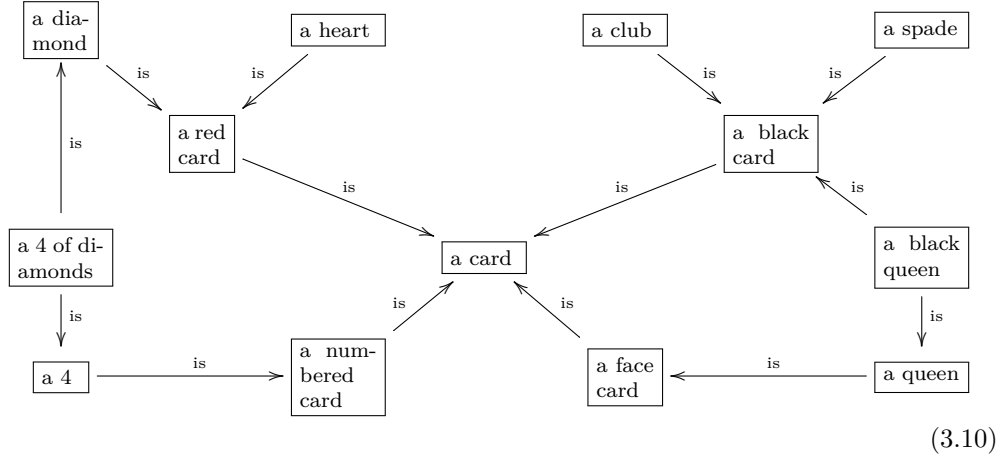 a dia-
mond
a heart
a club
a spade
is
is
is
is
a red
card
a black
card
is
is
is
is
a 4 of di-
amonds
a card
a black
queen
is
is
is
is
a 4
is
a num-
bered
card
a face
card
is
a queen
(3.10)